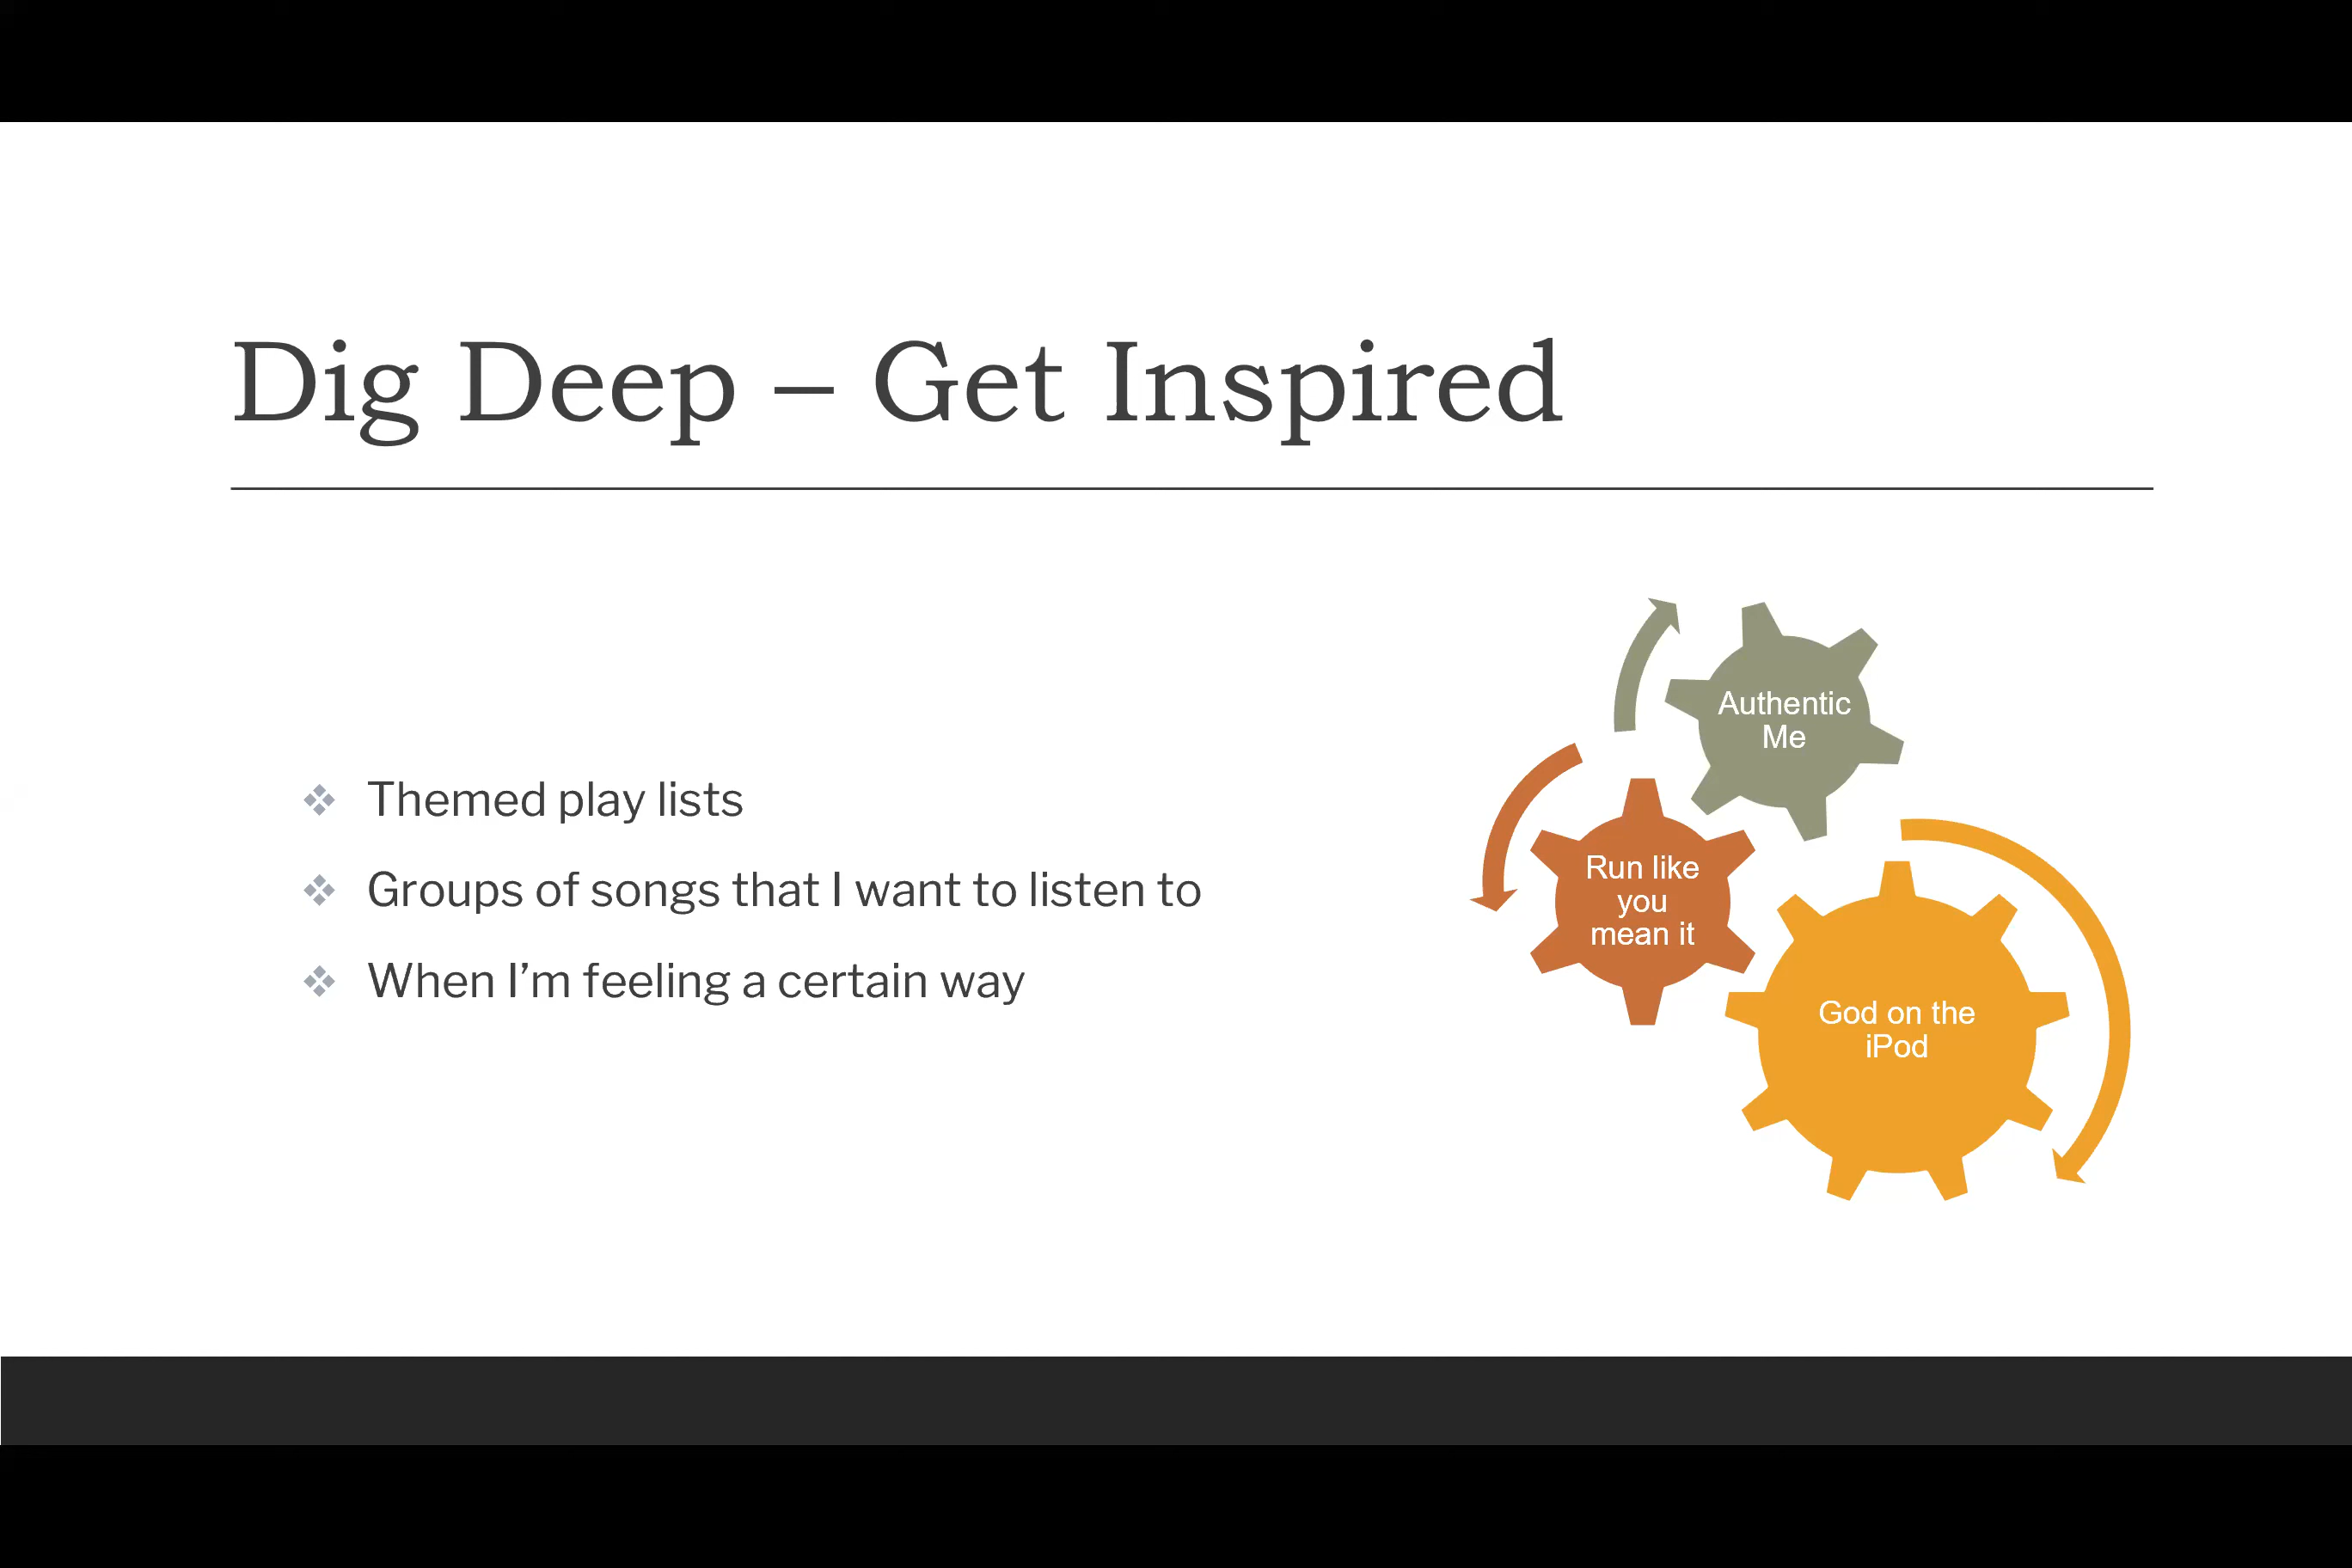 Dig Deep – Get Inspired
Themed play lists
Groups of songs that I want to listen to
When I’m feeling a certain way
Authentic
Me
Run like
you
mean it
God on the
iPod